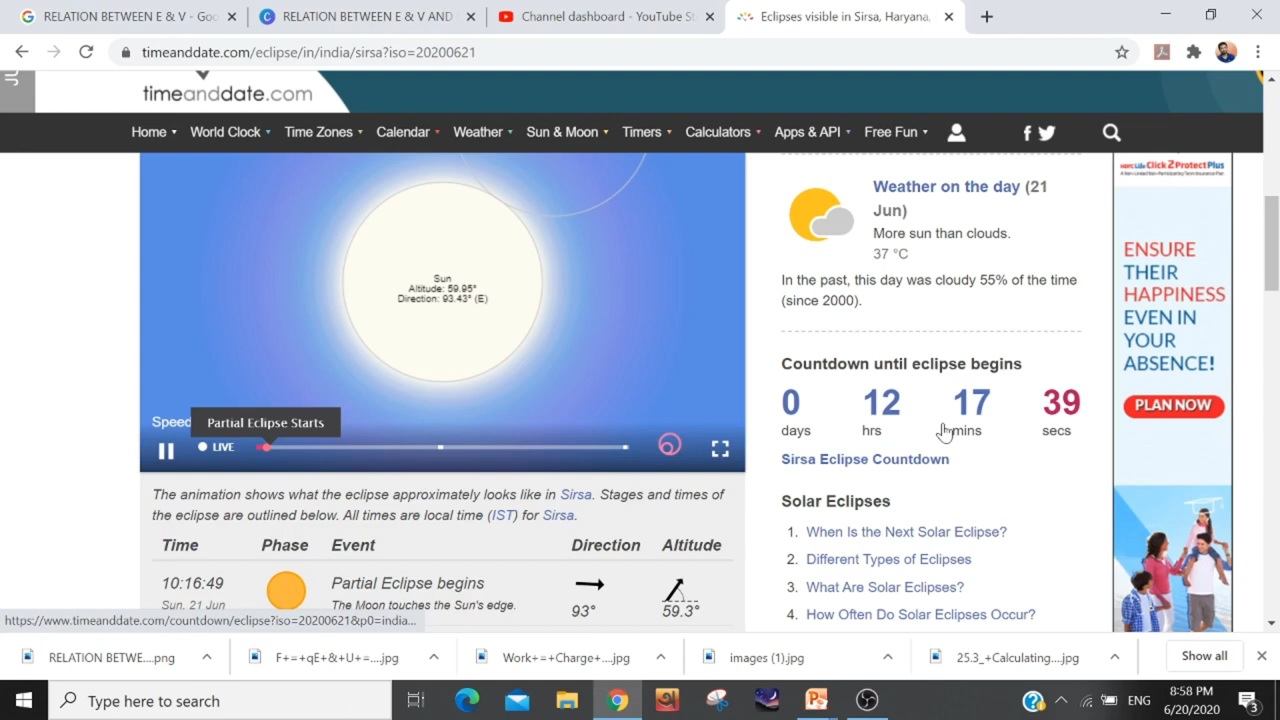 RELATION BETWEEN E & V - Goo
RELATION BETWEEN E & V AND
Channel dashboard - YouTube St
Eclipses visible in Sirsa, Haryana,
timeanddate.com/eclipse/in/india/sirsa?iso=20200621
timeanddate.com
Home World Clock Time Zones Calendar Weather Sun & Moon Timers Calculators Apps & API Free Fun
Sun
Altitude: 59.95°
Direction: 93.43° (E)
Speed
Partial Eclipse Starts
LIVE
The animation shows what the eclipse approximately looks like in Sirsa. Stages and times of
the eclipse are outlined below. All times are local time (IST) for Sirsa.
Time Phase Event Direction Altitude
10:16:49 Partial Eclipse begins
Sun, 21 Jun The Moon touches the Sun's edge. 93° 59.3°
Weather on the day (21
Jun)
More sun than clouds.
37 °C
In the past, this day was cloudy 55% of the time
(since 2000).
Countdown until eclipse begins
0 12 17 39
days hrs mins secs
Sirsa Eclipse Countdown
Solar Eclipses
1. When Is the Next Solar Eclipse?
2. Different Types of Eclipses
3. What Are Solar Eclipses?
4. How Often Do Solar Eclipses Occur?
HDFC Life Click 2 Protect Plus
ENSURE
THEIR
HAPPINESS
EVEN IN
YOUR
ABSENCE!
PLAN NOW
https://www.timeanddate.com/countdown/eclipse?iso=20200621&p0=india...
RELATION BETWE....png
F+=+qE+&+U+=....jpg
Work+=+Charge+....jpg
images (1).jpg
25.3_+Calculating....jpg
Show all
Type here to search
ENG
8:58 PM
6/20/2020
3